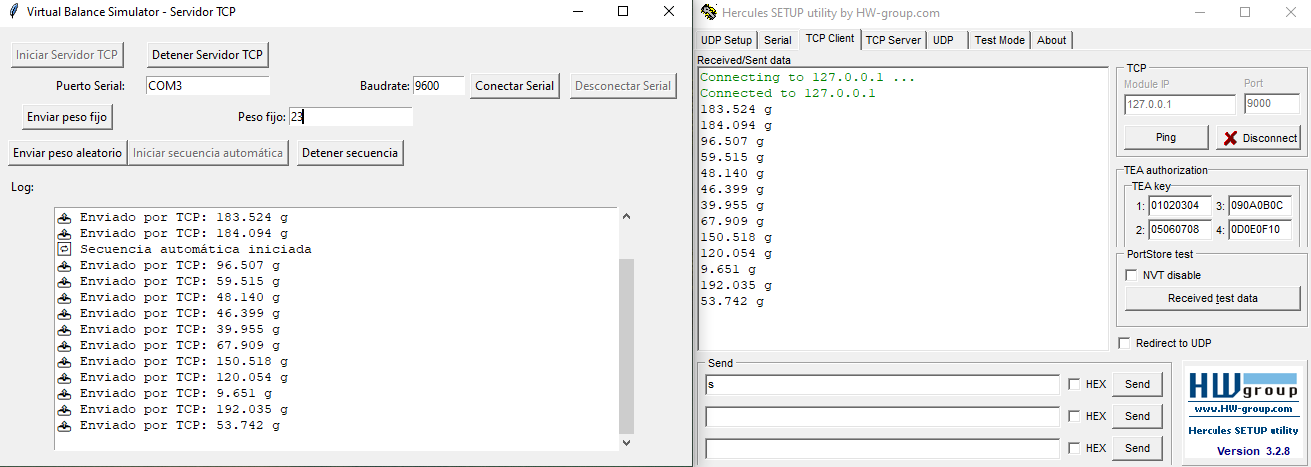 Virtual Balance Simulator - Servidor TCP
Iniciar Servidor TCP
Detener Servidor TCP
Puerto Serial:
COM3
Baudrate:
9600
Conectar Serial
Desconectar Serial
Enviar peso fijo
Peso fijo:
23
Enviar peso aleatorio
Iniciar secuencia automática
Detener secuencia
Log:
Enviado por TCP: 183.524 g
Enviado por TCP: 184.094 g
Secuencia automática iniciada
Enviado por TCP: 96.507 g
Enviado por TCP: 59.515 g
Enviado por TCP: 48.140 g
Enviado por TCP: 46.399 g
Enviado por TCP: 39.955 g
Enviado por TCP: 67.909 g
Enviado por TCP: 150.518 g
Enviado por TCP: 120.054 g
Enviado por TCP: 9.651 g
Enviado por TCP: 192.035 g
Enviado por TCP: 53.742 g
Hercules SETUP utility by HW-group.com
UDP Setup
Serial
TCP Client
TCP Server
UDP
Test Mode
About
Received/Sent data
Connecting to 127.0.0.1 ...
Connected to 127.0.0.1
183.524 g
184.094 g
96.507 g
59.515 g
48.140 g
46.399 g
39.955 g
67.909 g
150.518 g
120.054 g
9.651 g
192.035 g
53.742 g
TCP
Module IP
Port
127.0.0.1
9000
Ping
Disconnect
TEA authorization
TEA key
1: 01020304
3: 090A0B0C
2: 05060708
4: 0D0E0F10
PortStore test
NVT disable
Received test data
Redirect to UDP
Send
s
HEX
Send
HEX
Send
HEX
Send
HWgroup
www.HW-group.com
Hercules SETUP utility
Version 3.2.8